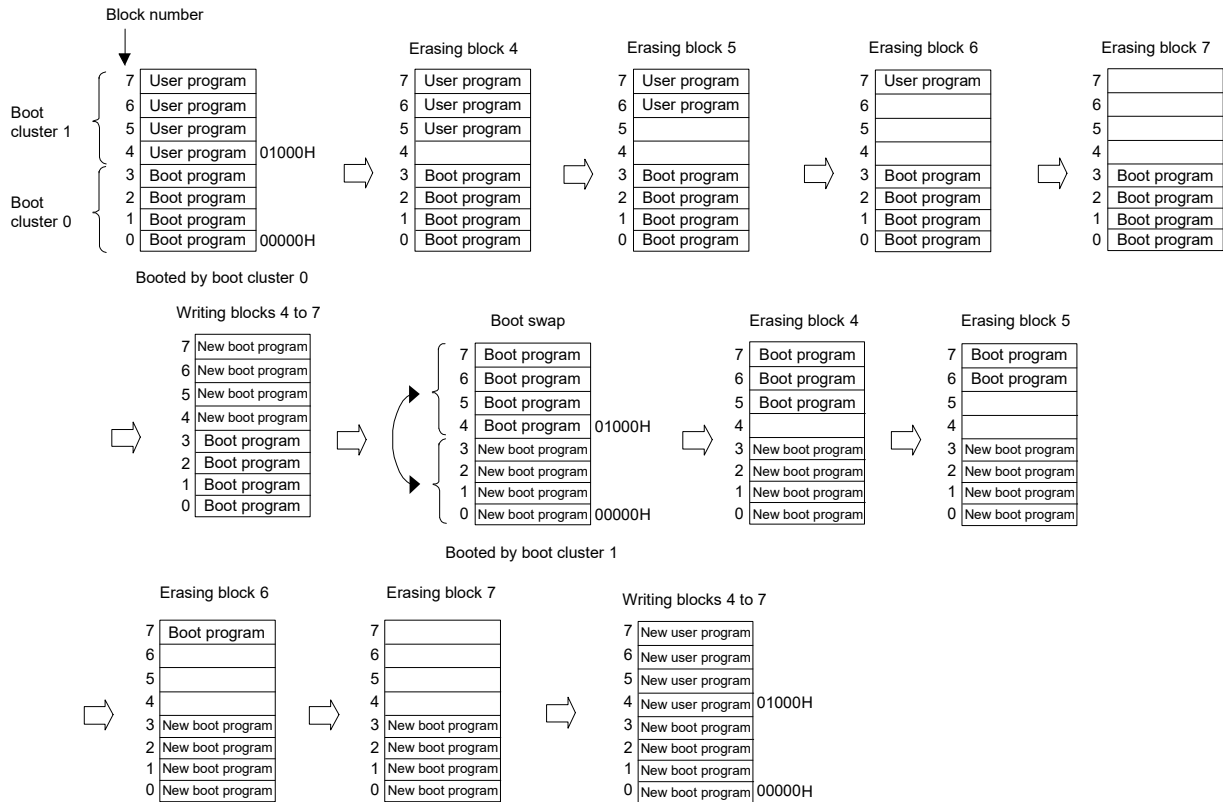 Block number
Erasing block 4
Erasing block 5
Erasing block 6
Erasing block 7
Boot
cluster 1
Boot
cluster 0
7 User program
6 User program
5 User program
4 User program 01000H
3 Boot program
2 Boot program
1 Boot program
0 Boot program 00000H
Booted by boot cluster 0
7 User program
6 User program
5 User program
4
3 Boot program
2 Boot program
1 Boot program
0 Boot program
7 User program
6 User program
5
4
3 Boot program
2 Boot program
1 Boot program
0 Boot program
7 User program
6
5
4
3 Boot program
2 Boot program
1 Boot program
0 Boot program
7
6
5
4
3 Boot program
2 Boot program
1 Boot program
0 Boot program
Writing blocks 4 to 7
7 New boot program
6 New boot program
5 New boot program
4 New boot program
3 Boot program
2 Boot program
1 Boot program
0 Boot program
Boot swap
7 Boot program
6 Boot program
5 Boot program
4 Boot program 01000H
3 New boot program
2 New boot program
1 New boot program
0 New boot program 00000H
Booted by boot cluster 1
Erasing block 4
7 Boot program
6 Boot program
5 Boot program
4
3 New boot program
2 New boot program
1 New boot program
0 New boot program
Erasing block 5
7 Boot program
6 Boot program
5
4
3 New boot program
2 New boot program
1 New boot program
0 New boot program
Erasing block 6
7 Boot program
6
5
4
3 New boot program
2 New boot program
1 New boot program
0 New boot program
Erasing block 7
7
6
5
4
3 New boot program
2 New boot program
1 New boot program
0 New boot program
Writing blocks 4 to 7
7 New user program
6 New user program
5 New user program
4 New user program 01000H
3 New boot program
2 New boot program
1 New boot program
0 New boot program 00000H